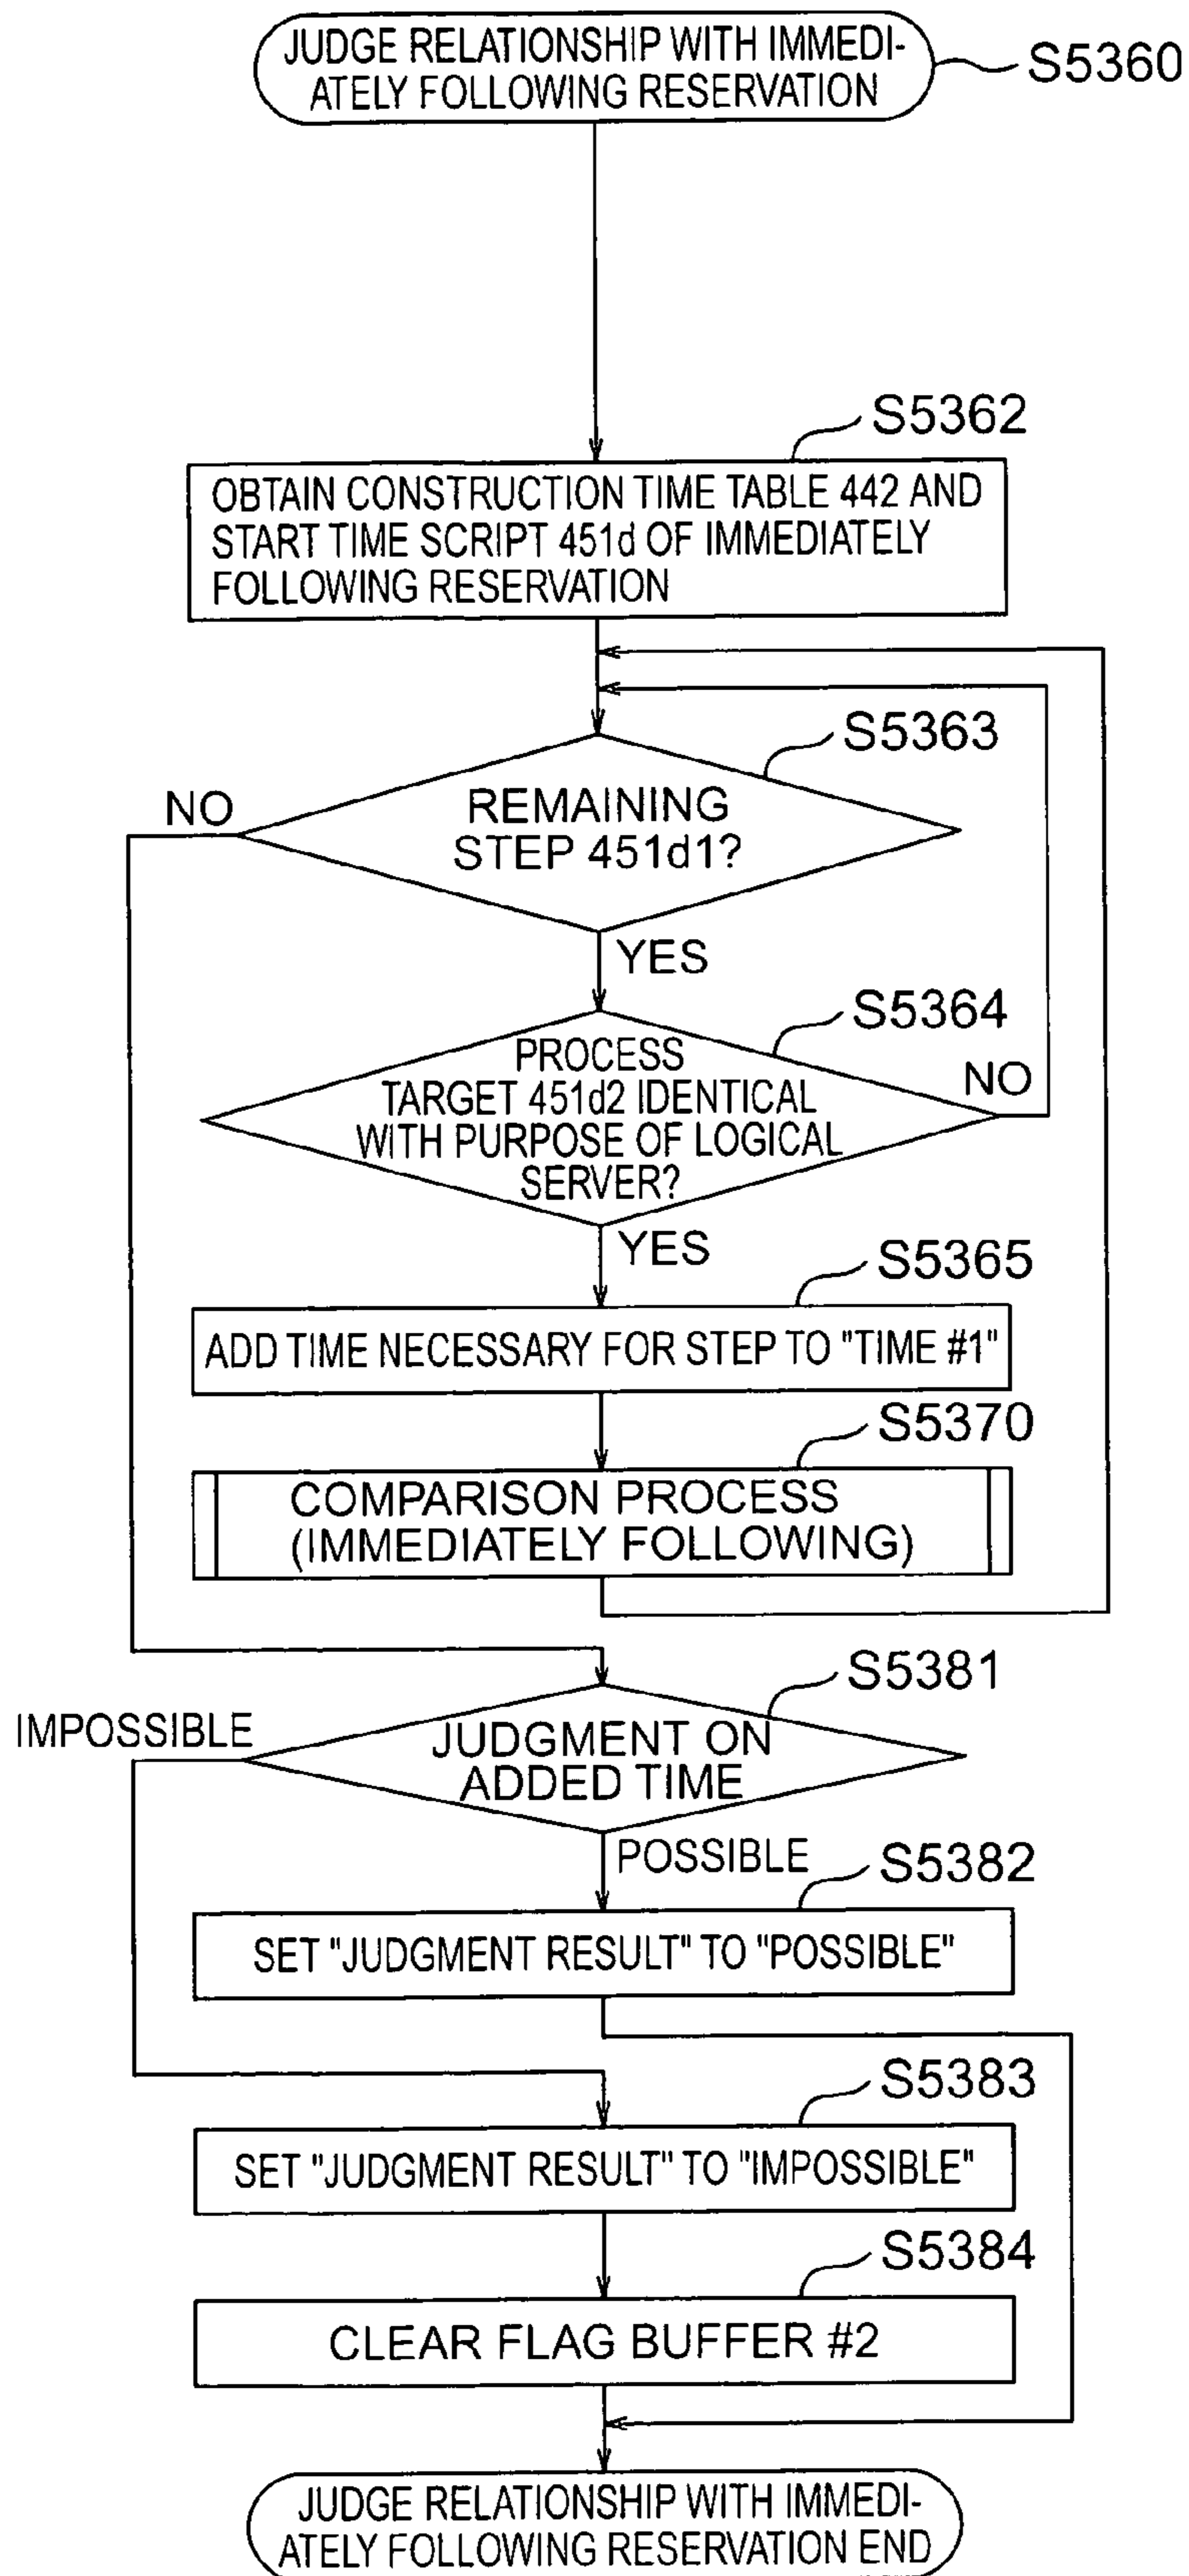 JUDGE RELATIONSHIP WITH IMMEDI-
ATELY FOLLOWING RESERVATION
S5360
S5362
OBTAIN CONSTRUCTION TIME TABLE 442 AND
START TIME SCRIPT 451d OF IMMEDIATELY
FOLLOWING RESERVATION
S5363
NO
REMAINING
STEP 451d1?
YES
S5364
PROCESS
TARGET 451d2 IDENTICAL
WITH PURPOSE OF LOGICAL
SERVER?
NO
YES
S5365
ADD TIME NECESSARY FOR STEP TO "TIME #1"
S5370
COMPARISON PROCESS
(IMMEDIATELY FOLLOWING)
S5381
IMPOSSIBLE
JUDGMENT ON
ADDED TIME
POSSIBLE
S5382
SET "JUDGMENT RESULT" TO "POSSIBLE"
S5383
SET "JUDGMENT RESULT" TO "IMPOSSIBLE"
S5384
CLEAR FLAG BUFFER #2
JUDGE RELATIONSHIP WITH IMMEDI-
ATELY FOLLOWING RESERVATION END